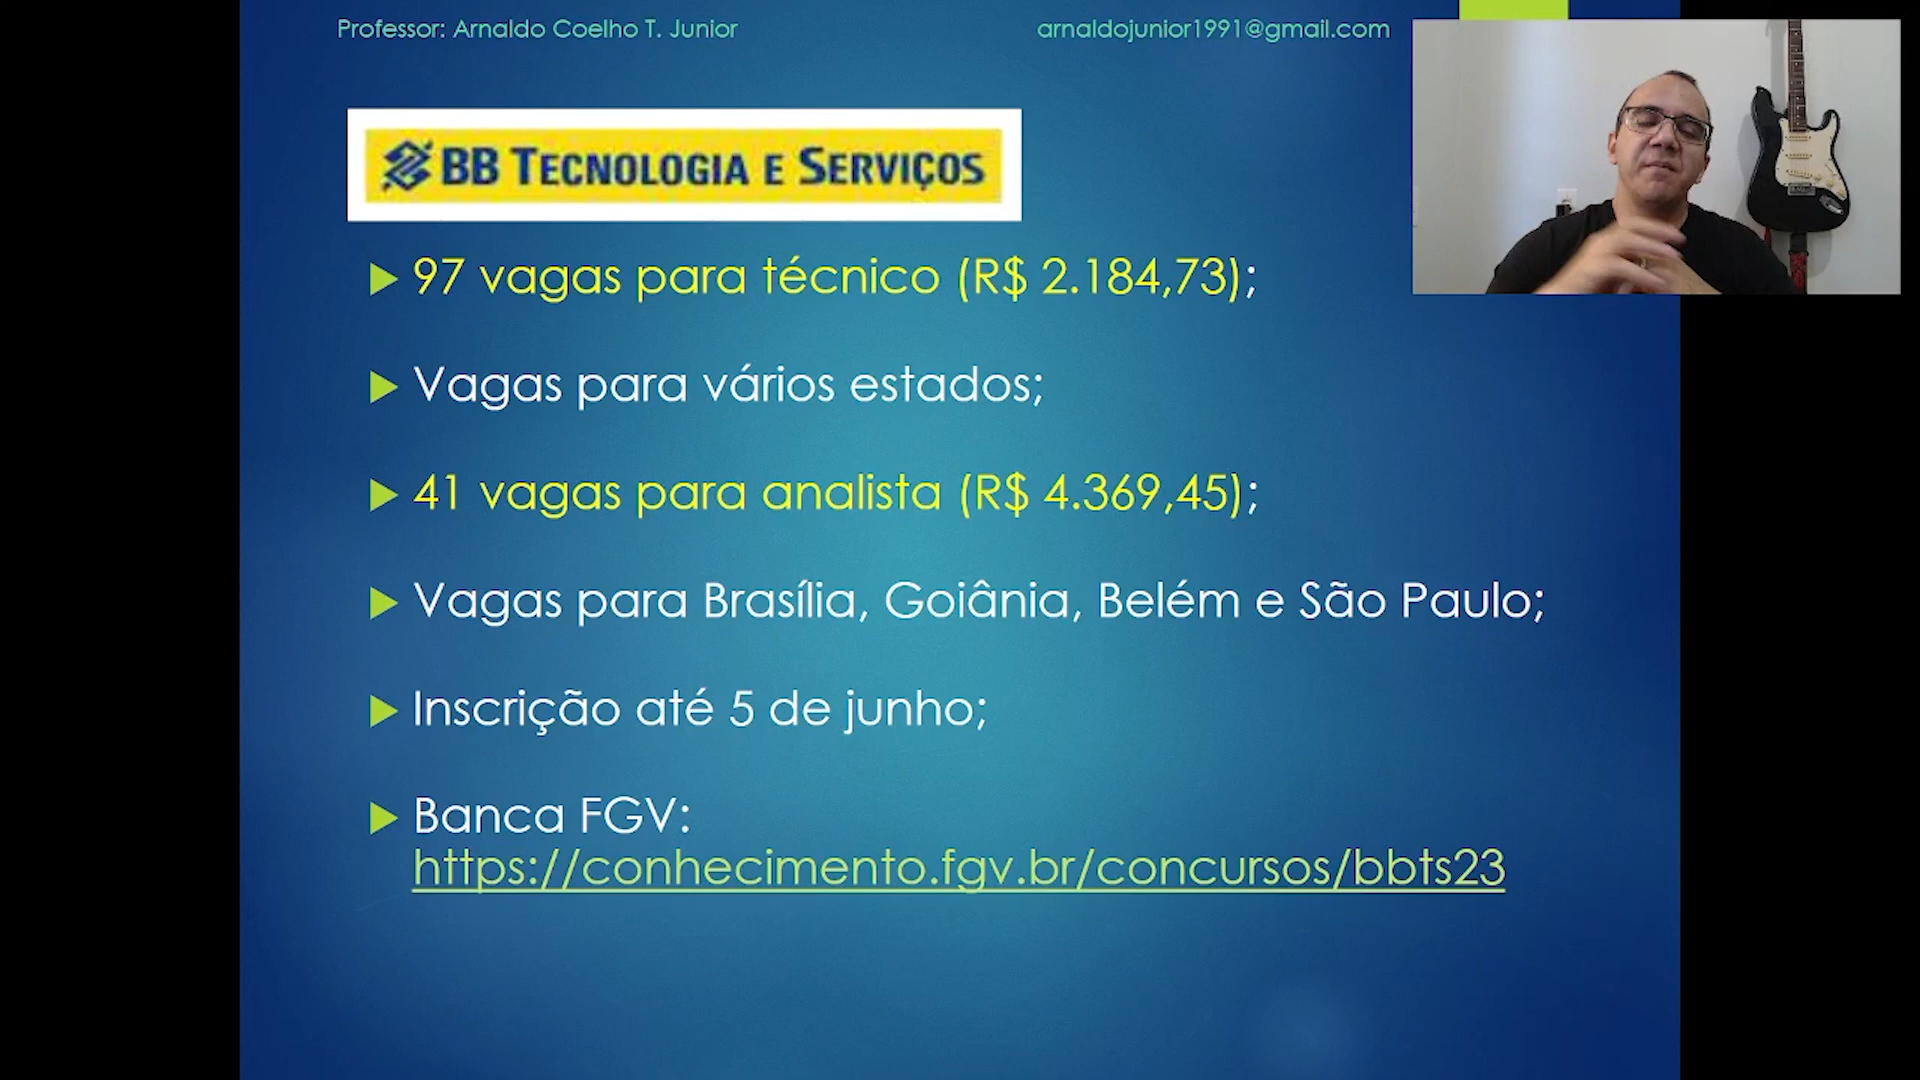 Professor: Arnaldo Coelho T. Junior
arnaldojunior1991@gmail.com
BB TECNOLOGIA E SERVIÇOS
97 vagas para técnico (R$ 2.184,73);
Vagas para vários estados;
41 vagas para analista (R$ 4.369,45);
Vagas para Brasília, Goiânia, Belém e São Paulo;
Inscrição até 5 de junho;
Banca FGV:
https://conhecimento.fgv.br/concursos/bbts23